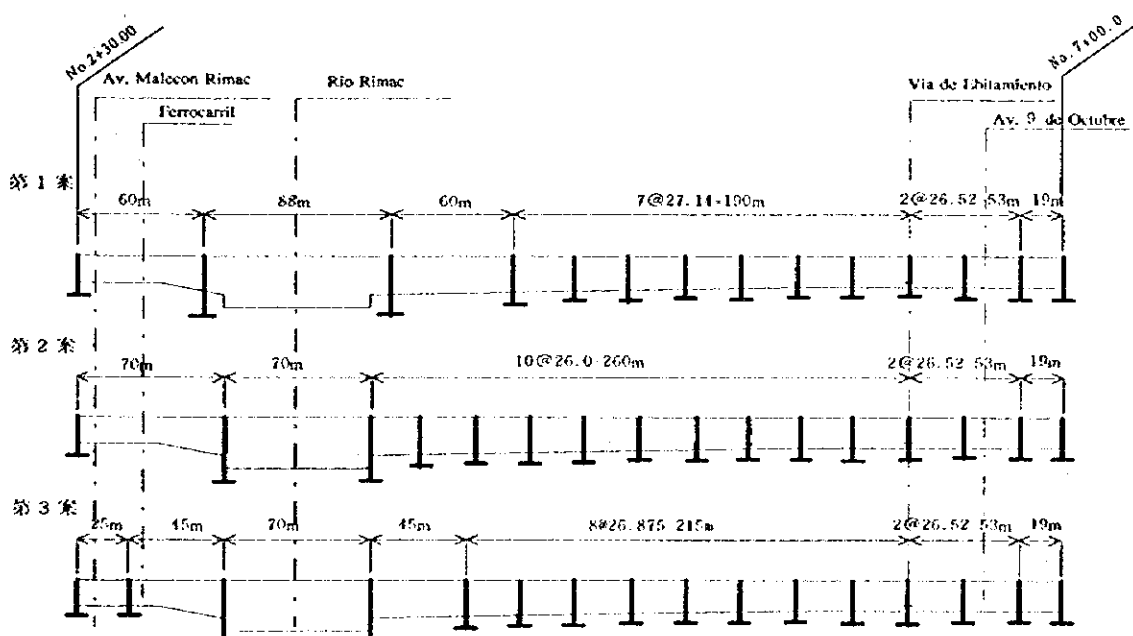 No.2+30.00
No.7+00.0
Av. Malecon Rimac
Río Rimac
Via de Ebitamiento
Ferrocarril
Av. 9 de Octubre
第1案
60m 88m 60m 7@27.14=190m 2@26.52 53m 19m
第2案
70m 70m 10@26.0-260m 2@26.52 53m 19m
第3案
25m 45m 70m 45m 8@26.875 215m 2@26.52 53m 19m